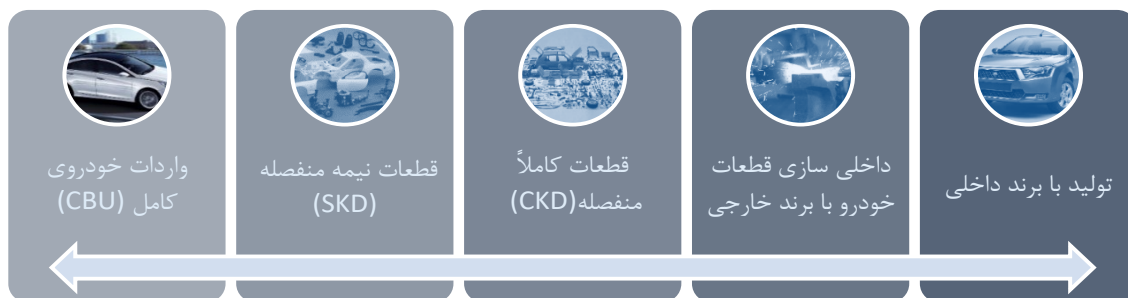 تولید با برند داخلی
داخلی سازی قطعات
خودرو با برند خارجی
قطعات کاملاً
منفصله(CKD)
قطعات نیمه منفصله
(SKD)
واردات خودروی
کامل (CBU)